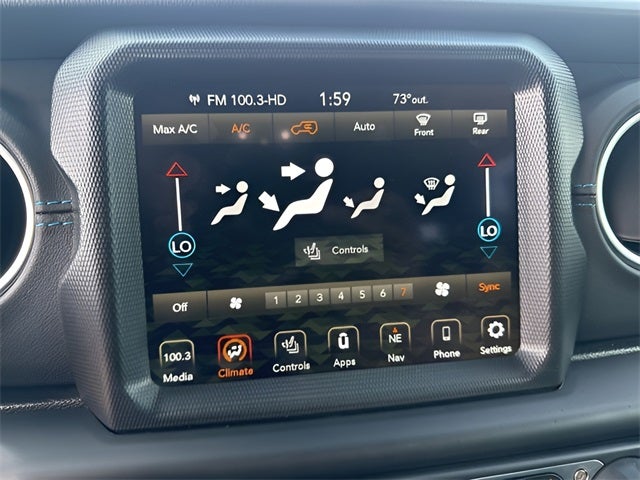 FM 100.3-HD 1:59 73°out.
Max A/C A/C Auto Front Rear
LO LO
Controls
Off 1 2 3 4 5 6 7 Sync
100.3 NE
Media Climate Controls Apps Nav Phone Settings